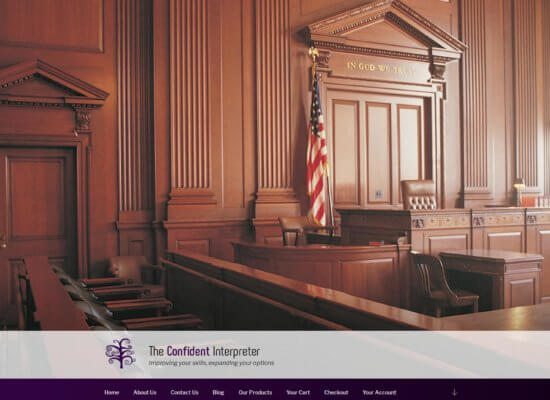 IN GOD WE TRUST
The Confident Interpreter
Improving your skills, expanding your options
Home About Us Contact Us Blog Our Products Your Cart Checkout Your Account